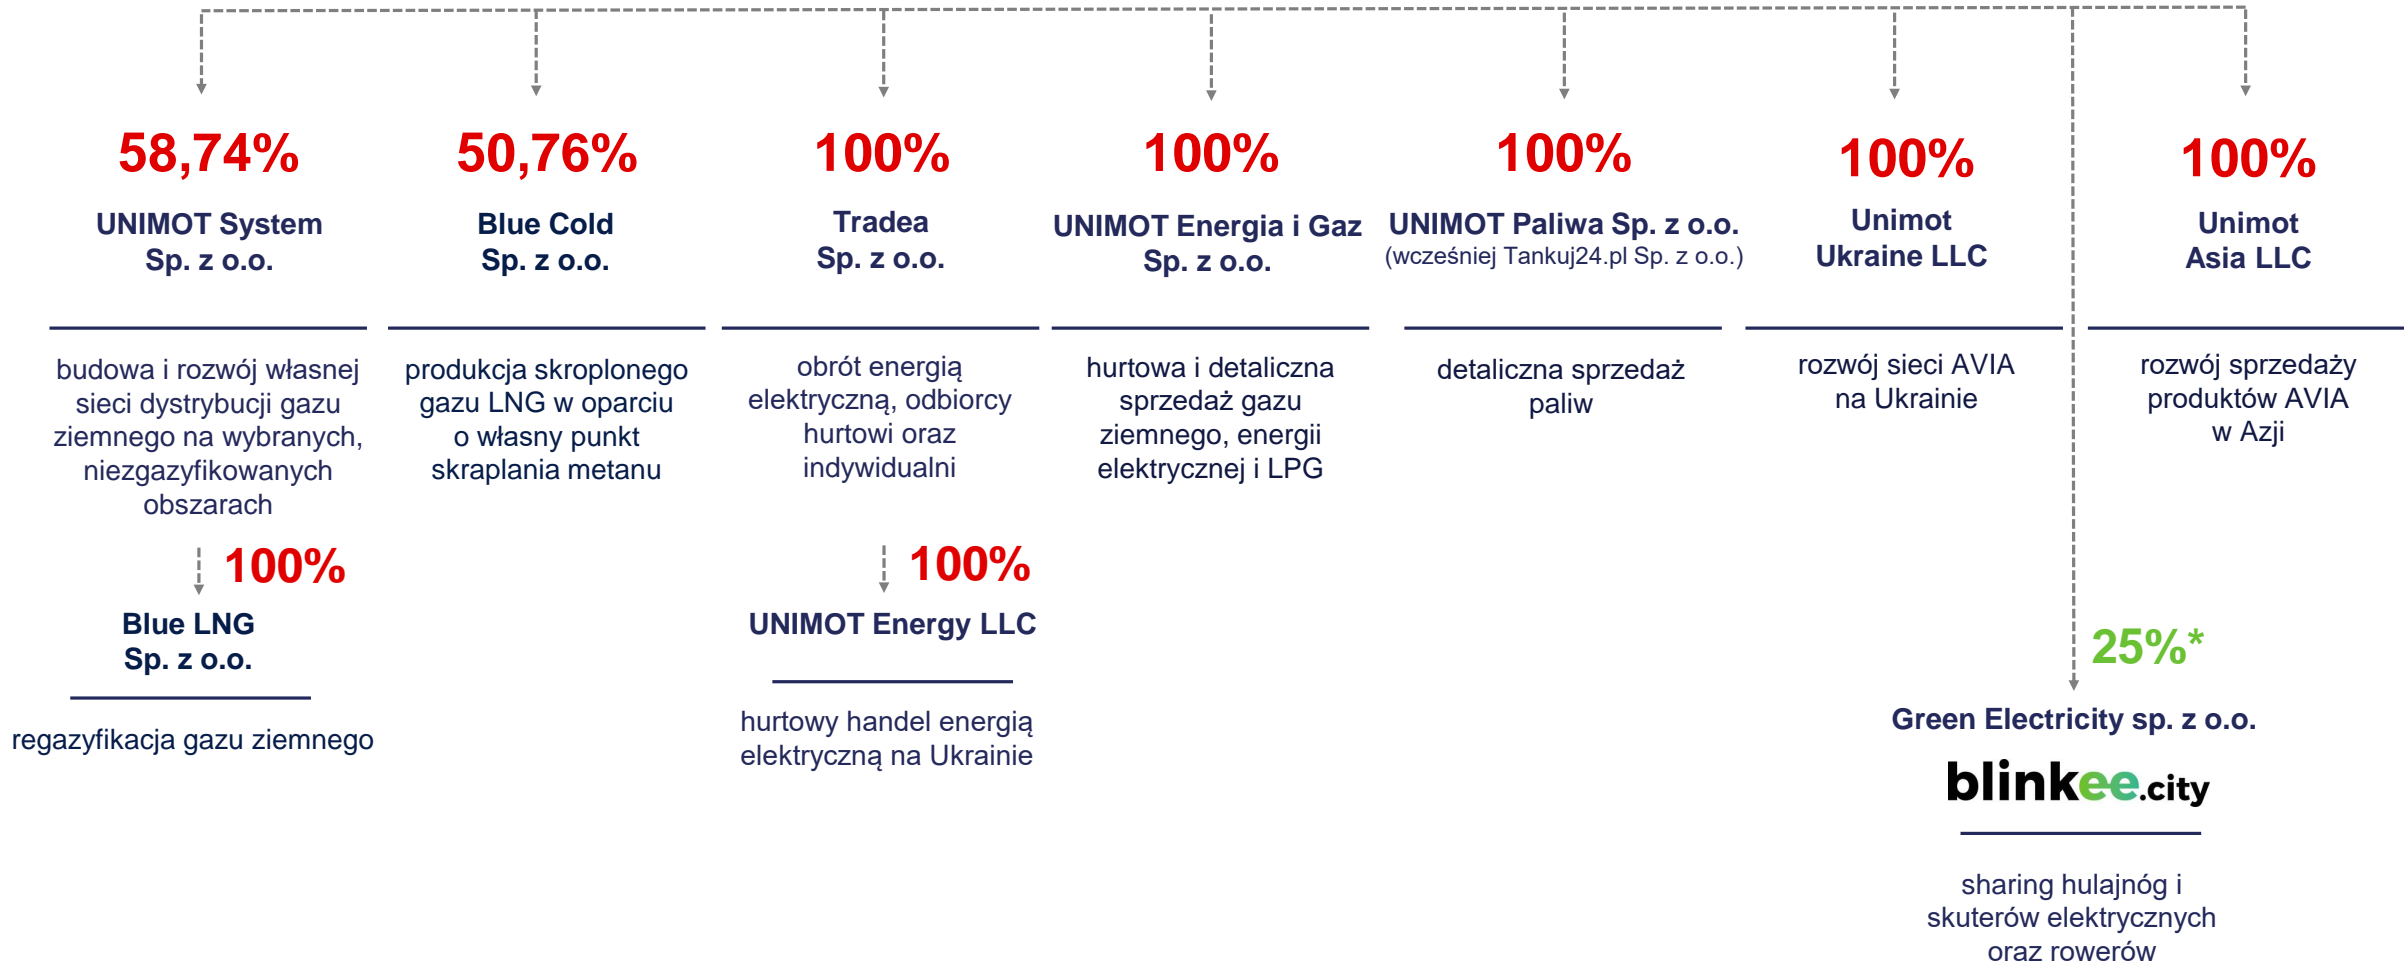 58,74%
UNIMOT System
Sp. z o.o.
budowa i rozwój własnej
sieci dystrybucji gazu
ziemnego na wybranych,
niezgazyfikowanych
obszarach
100%
Blue LNG
Sp. z o.o.
regazyfikacja gazu ziemnego
50,76%
Blue Cold
Sp. z o.o.
produkcja skroplonego
gazu LNG w oparciu
o własny punkt
skraplania metanu
100%
Tradea
Sp. z o.o.
obrót energią
elektryczną, odbiorcy
hurtowi oraz
indywidualni
100%
UNIMOT Energy LLC
hurtowy handel energią
elektryczną na Ukrainie
100%
UNIMOT Energia i Gaz
Sp. z o.o.
hurtowa i detaliczna
sprzedaż gazu
ziemnego, energii
elektrycznej i LPG
100%
UNIMOT Paliwa Sp. z o.o.
(wcześniej Tankuj24.pl Sp. z o.o.)
detaliczna sprzedaż
paliw
100%
Unimot
Ukraine LLC
rozwój sieci AVIA
na Ukrainie
100%
Unimot
Asia LLC
rozwój sprzedaży
produktów AVIA
w Azji
25%*
Green Electricity sp. z o.o.
blinkee.city
sharing hulajnóg i
skuterów elektrycznych
oraz rowerów